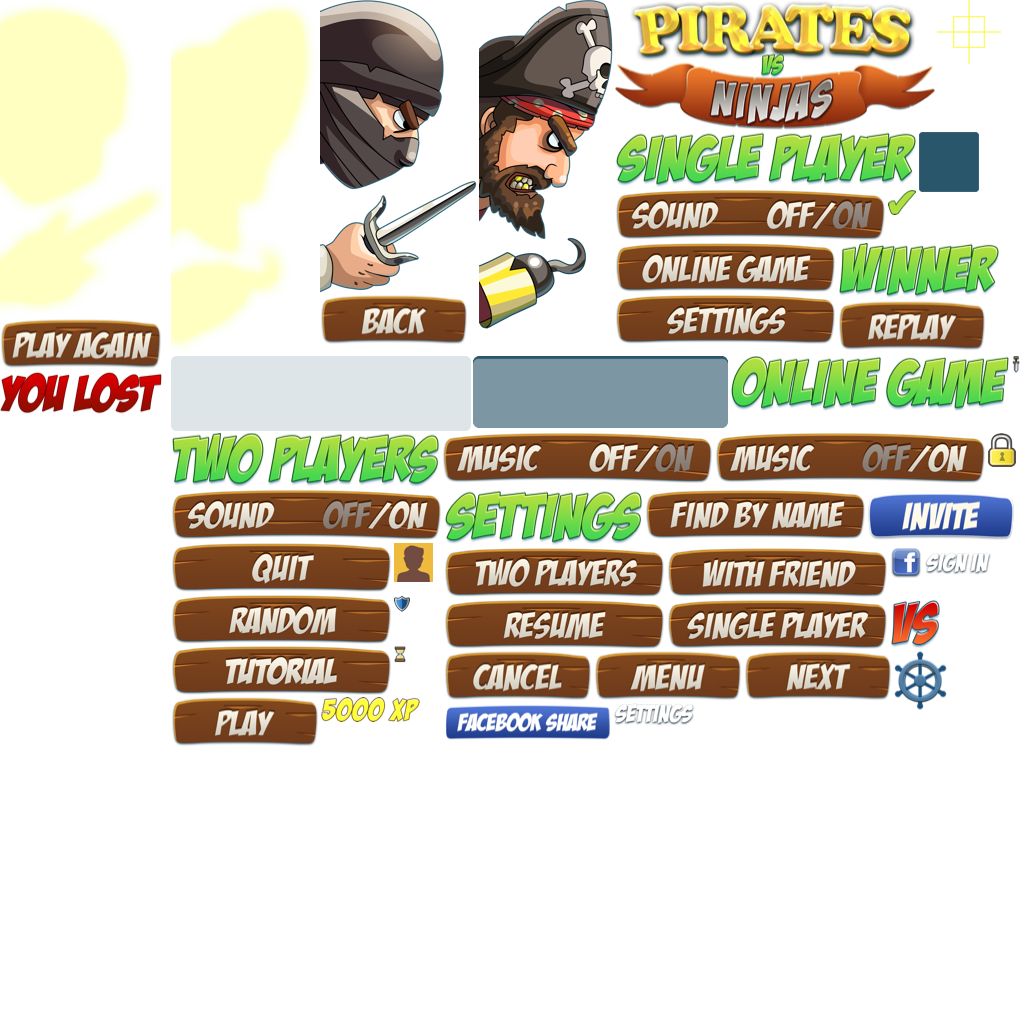 PIRATES
VS
NINJAS
SINGLE PLAYER
SOUND OFF/ON
ONLINE GAME
WINNER
BACK
SETTINGS
REPLAY
PLAY AGAIN
YOU LOST
ONLINE GAME
TWO PLAYERS
MUSIC OFF/ON
MUSIC OFF/ON
SOUND OFF/ON
SETTINGS
FIND BY NAME
INVITE
QUIT
TWO PLAYERS
WITH FRIEND
f SIGN IN
RANDOM
RESUME
SINGLE PLAYER
VS
TUTORIAL
CANCEL
MENU
NEXT
PLAY
5000 XP
FACEBOOK SHARE
SETTINGS